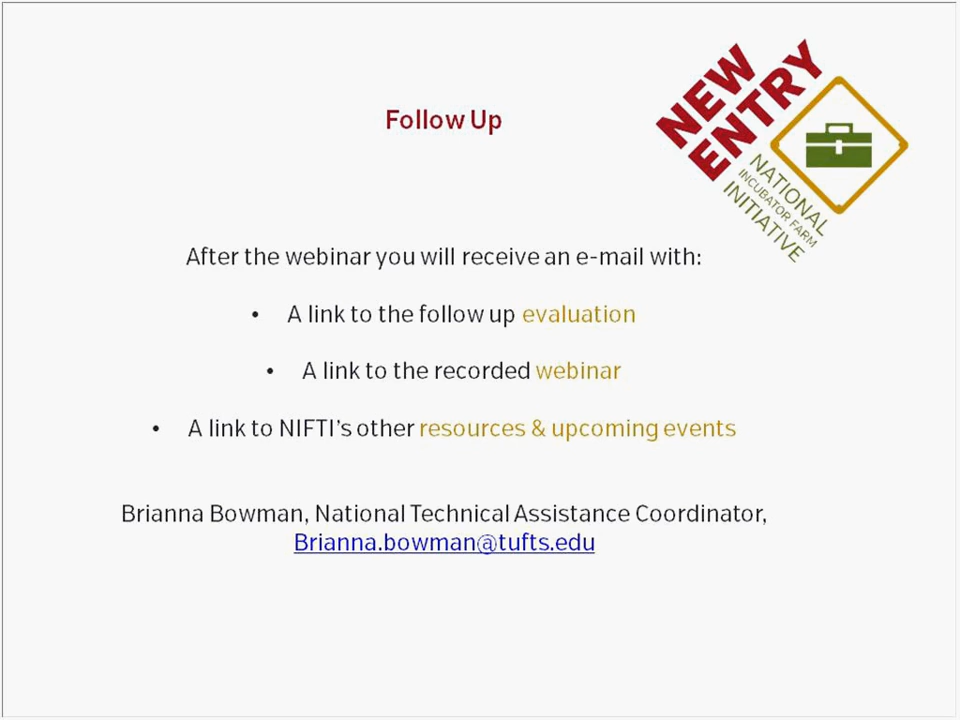 NEW
ENTRY
NATIONAL
INCUBATOR FARM
INITIATIVE
Follow Up
After the webinar you will receive an e-mail with:
• A link to the follow up evaluation
• A link to the recorded webinar
• A link to NIFTI’s other resources & upcoming events
Brianna Bowman, National Technical Assistance Coordinator,
Brianna.bowman@tufts.edu